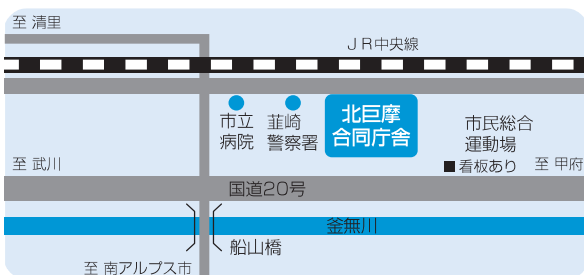 至 清里
JR中央線
市立
病院
韮崎
警察署
北巨摩
合同庁舎
市民総合
運動場
■看板あり
至 武川
至 甲府
国道20号
釜無川
船山橋
至 南アルプス市